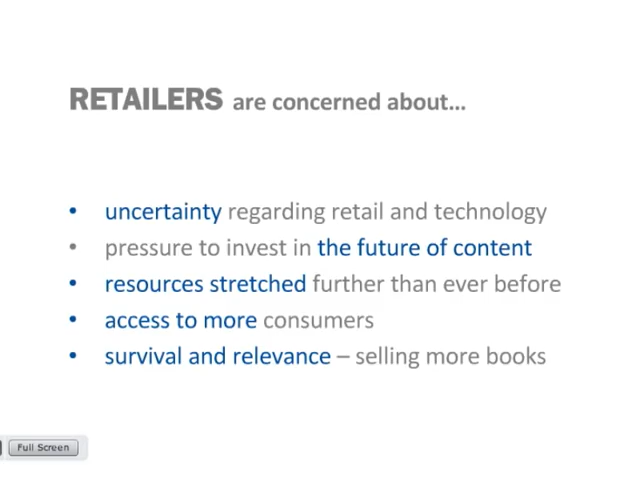 RETAILERS are concerned about...
• uncertainty regarding retail and technology
• pressure to invest in the future of content
• resources stretched further than ever before
• access to more consumers
• survival and relevance – selling more books
Full Screen